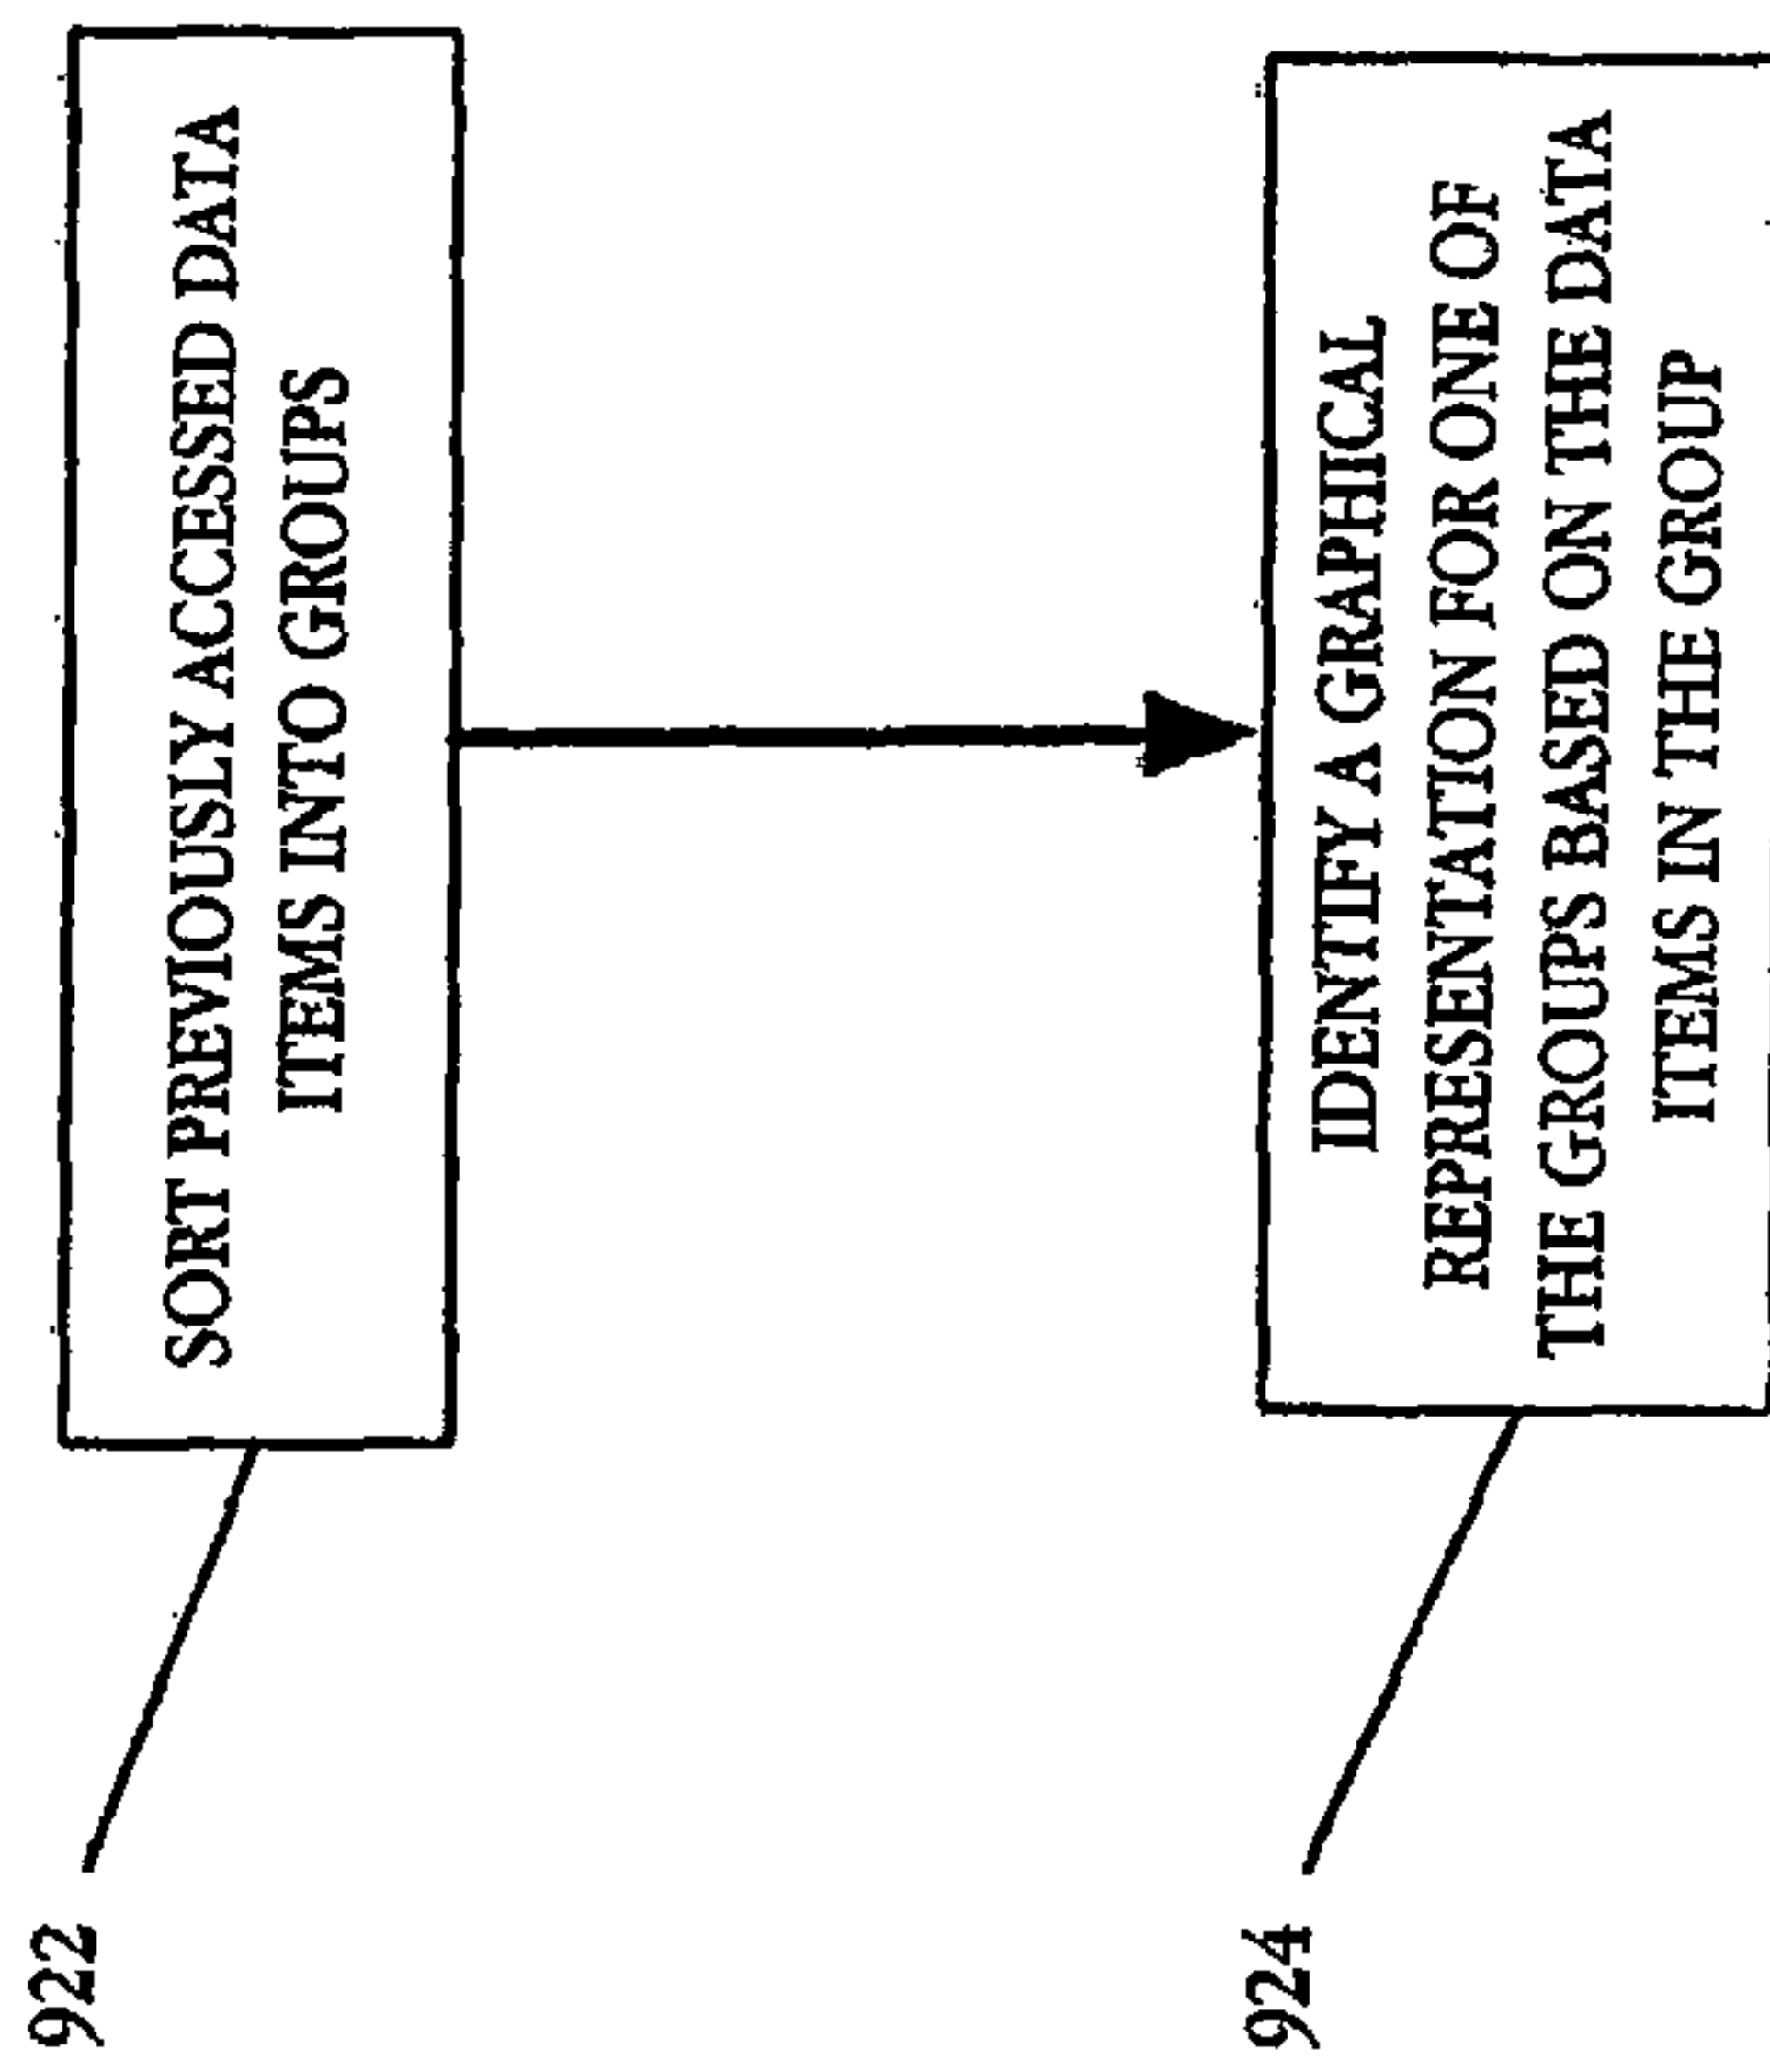 922
SORT PREVIOUSLY ACCESSED DATA
ITEMS INTO GROUPS
924
IDENTIFY A GRAPHICAL
REPRESENTATION FOR ONE OF
THE GROUPS BASED ON THE DATA
ITEMS IN THE GROUP